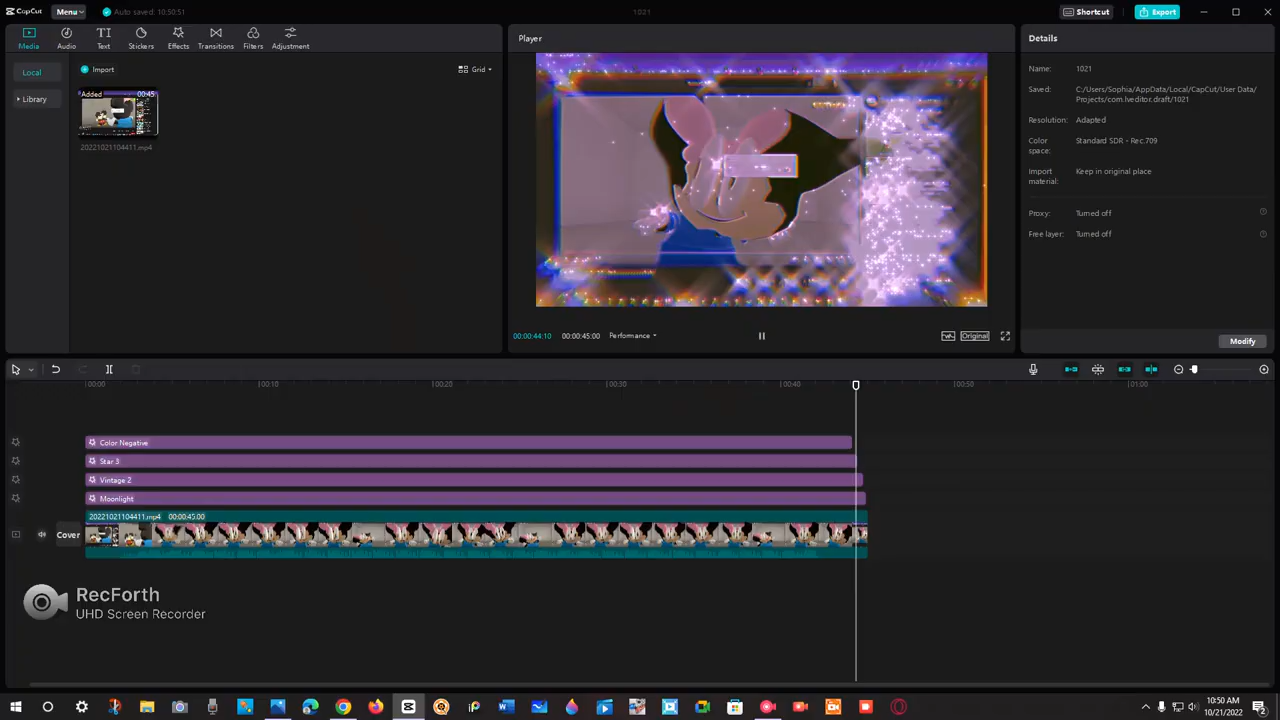 CapCut
Menu
Auto saved: 10:50:51
1021
Shortcut
Export
Media
Audio
Text
Stickers
Effects
Transitions
Filters
Adjustment
Local
Library
Import
Grid
Added
00:45
20221021104411.mp4
Player
00:00:44:10
00:00:45:00
Performance
Original
Details
Name:
1021
Saved:
C:/Users/Sophia/AppData/Local/CapCut/User Data/
Projects/com.lveditor.draft/1021
Resolution:
Adapted
Color
space:
Standard SDR - Rec.709
Import
material:
Keep in original place
Proxy:
Turned off
Free layer:
Turned off
Modify
00:00
00:10
00:20
00:30
00:40
00:50
01:00
Color Negative
Star 3
Vintage 2
Moonlight
20221021104411.mp4 00:00:45:00
Cover
RecForth
UHD Screen Recorder
10:50 AM
10/21/2022